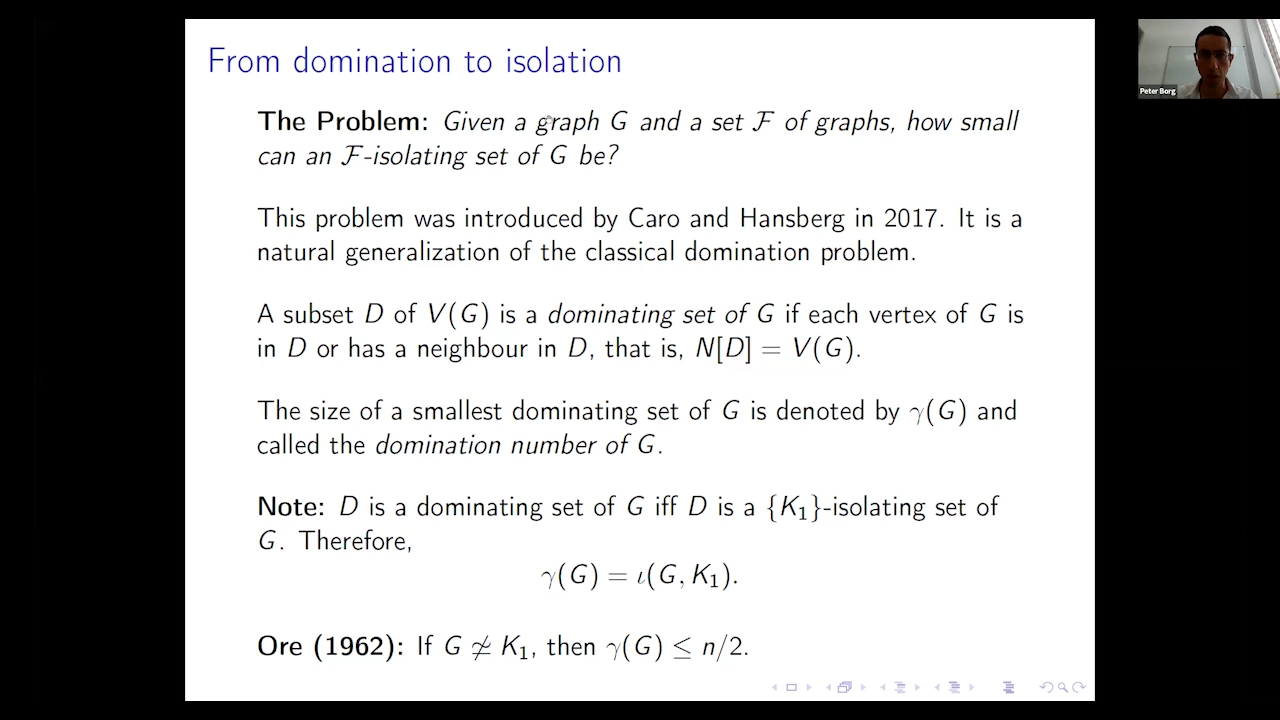 From domination to isolation
The Problem: Given a graph G and a set ℱ of graphs, how small
can an ℱ-isolating set of G be?
This problem was introduced by Caro and Hansberg in 2017. It is a
natural generalization of the classical domination problem.
A subset D of V(G) is a dominating set of G if each vertex of G is
in D or has a neighbour in D, that is, N[D] = V(G).
The size of a smallest dominating set of G is denoted by γ(G) and
called the domination number of G.
Note: D is a dominating set of G iff D is a {K₁}-isolating set of
G. Therefore,
γ(G) = ι(G, K₁).
Ore (1962): If G ≄ K₁, then γ(G) ≤ n/2.
Peter Borg